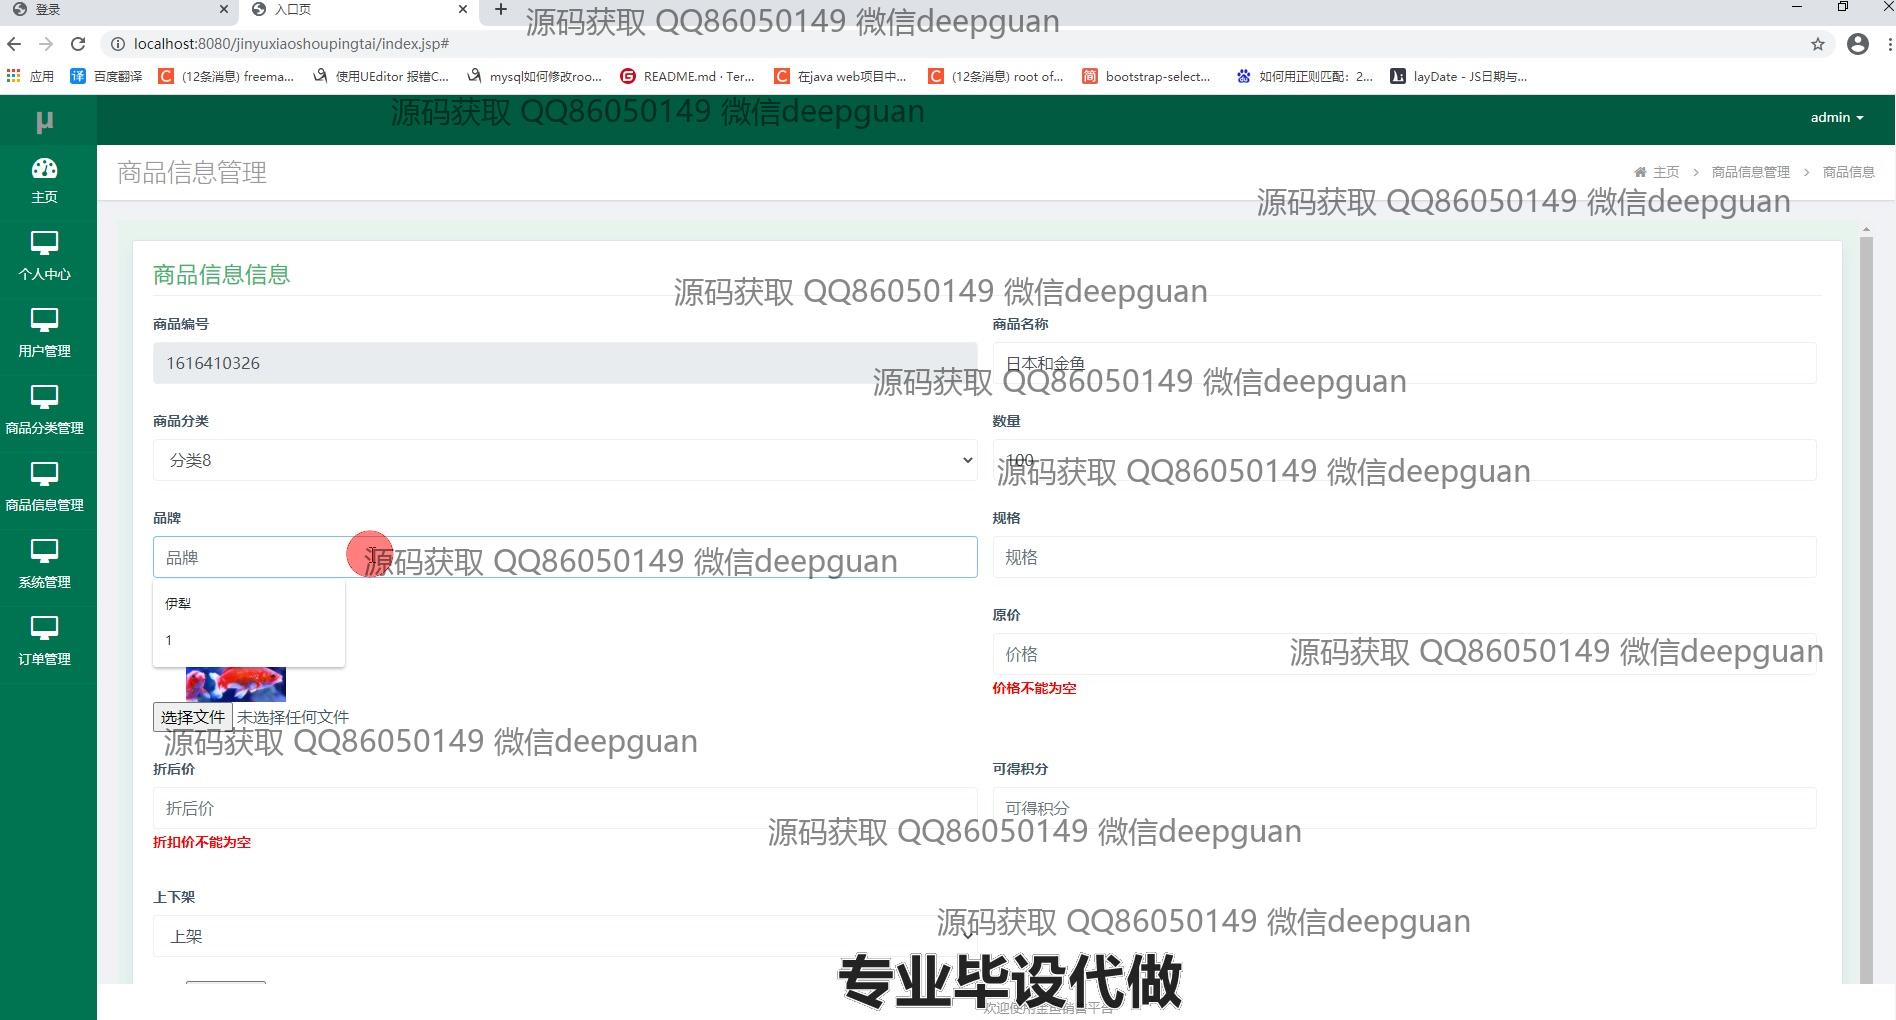 登录
入口页
源码获取 QQ86050149 微信deepguan
localhost:8080/jinyuxiaoshoupingtai/index.jsp#
应用
百度翻译
(12条消息) freema...
使用UEditor 报错C...
mysql如何修改roo...
README.md · Ter...
在java web项目中...
(12条消息) root of...
bootstrap-select...
如何用正则匹配：2...
layDate - JS日期与...
µ
源码获取 QQ86050149 微信deepguan
admin
主页
商品信息管理
主页 > 商品信息管理 > 商品信息
源码获取 QQ86050149 微信deepguan
个人中心
商品信息信息
源码获取 QQ86050149 微信deepguan
商品编号
商品名称
用户管理
1616410326
日本和金鱼
源码获取 QQ86050149 微信deepguan
商品分类管理
商品分类
数量
分类8
100
源码获取 QQ86050149 微信deepguan
商品信息管理
品牌
规格
品牌
源码获取 QQ86050149 微信deepguan
规格
系统管理
伊犁
1
原价
价格
源码获取 QQ86050149 微信deepguan
订单管理
价格不能为空
选择文件 未选择任何文件
源码获取 QQ86050149 微信deepguan
折后价
可得积分
折后价
可得积分
源码获取 QQ86050149 微信deepguan
折扣价不能为空
上下架
上架
源码获取 QQ86050149 微信deepguan
专业毕设代做
欢迎使用金鱼销售平台